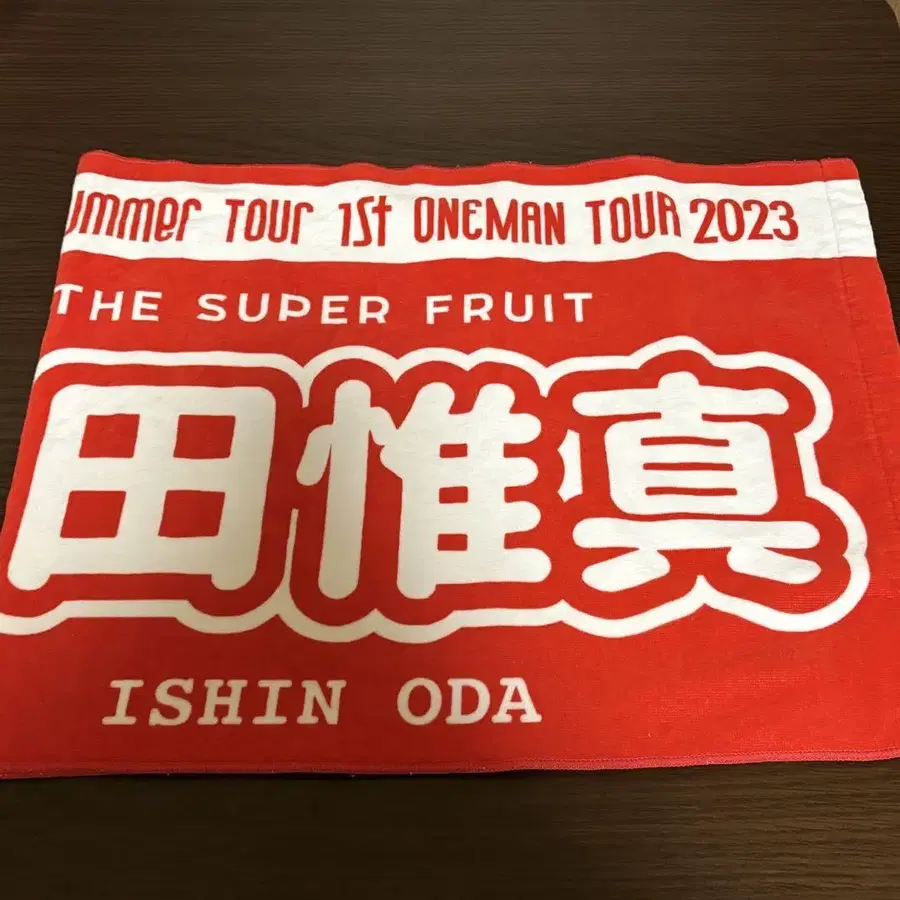 ummer TOUr 1St ONEMAN TOUR 2023
THE SUPER FRUIT
田惟真
ISHIN ODA